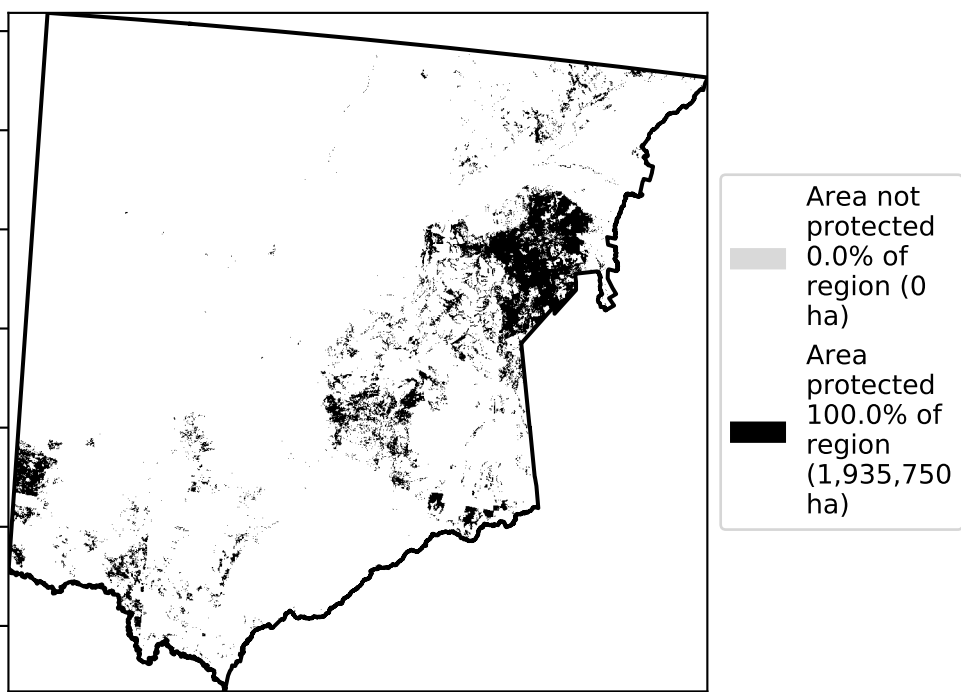 Area not
protected
0.0% of
region (0
ha)
Area
protected
100.0% of
region
(1,935,750
ha)